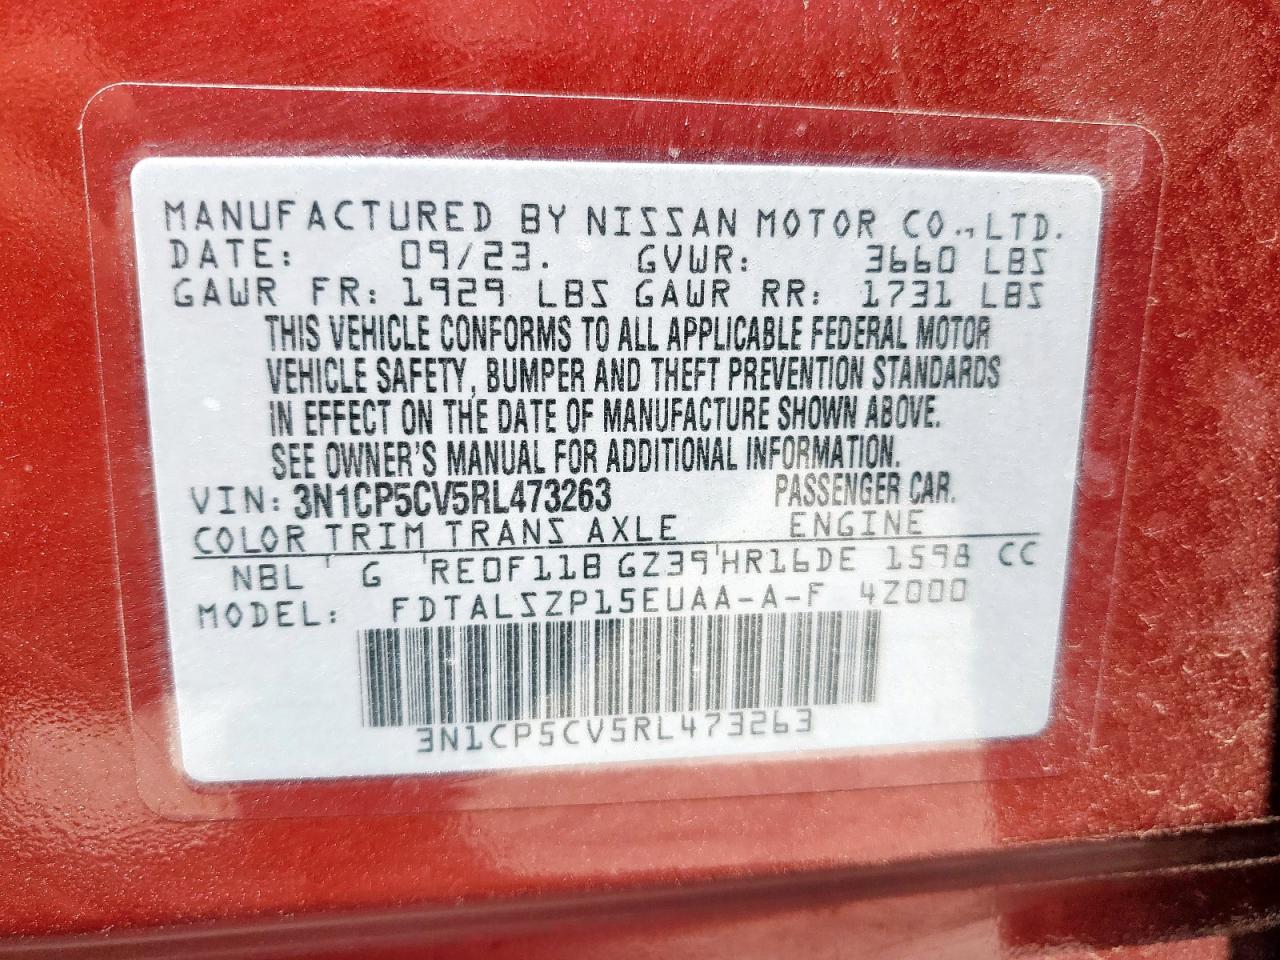 MANUFACTURED BY NISSAN MOTOR CO., LTD.
DATE: 09/23. GVWR: 3660 LBS
GAWR FR: 1929 LBS GAWR RR: 1731 LBS
THIS VEHICLE CONFORMS TO ALL APPLICABLE FEDERAL MOTOR
VEHICLE SAFETY, BUMPER AND THEFT PREVENTION STANDARDS
IN EFFECT ON THE DATE OF MANUFACTURE SHOWN ABOVE.
SEE OWNER'S MANUAL FOR ADDITIONAL INFORMATION.
VIN: 3N1CP5CV5RL473263 PASSENGER CAR.
COLOR TRIM TRANS AXLE ENGINE
NBL ' G 'RE0F11B GZ39'HR16DE 1598 CC
MODEL: FDTALSZP15EUAA-A-F 4Z000
3N1CP5CV5RL473263